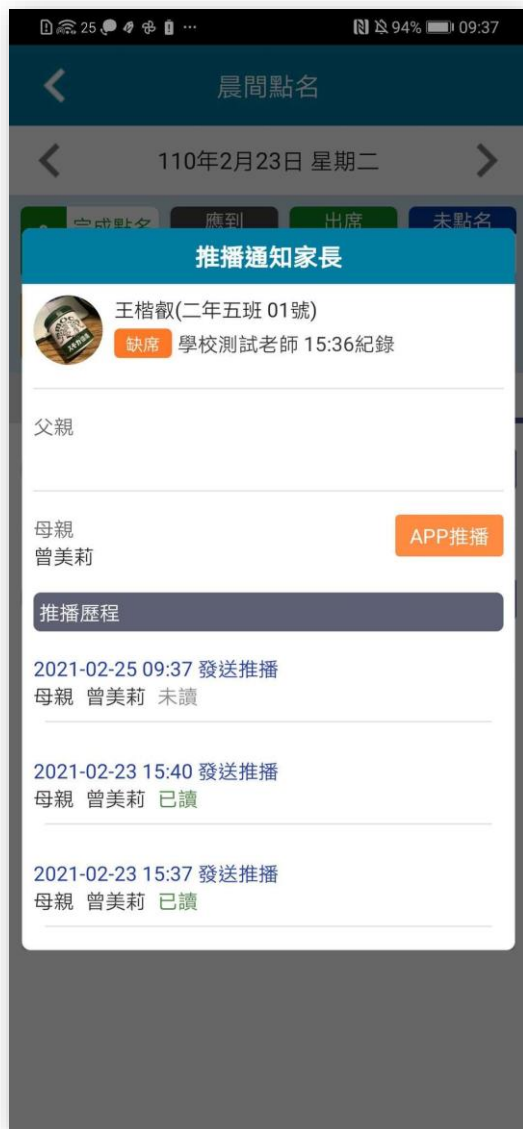 25 … 94% 09:37
晨間點名
110年2月23日 星期二
完成點名 應到 出席 未點名
推播通知家長
王楷叡(二年五班 01號)
缺席 學校測試老師 15:36紀錄
父親
母親
曾美莉
APP推播
推播歷程
2021-02-25 09:37 發送推播
母親 曾美莉 未讀
2021-02-23 15:40 發送推播
母親 曾美莉 已讀
2021-02-23 15:37 發送推播
母親 曾美莉 已讀